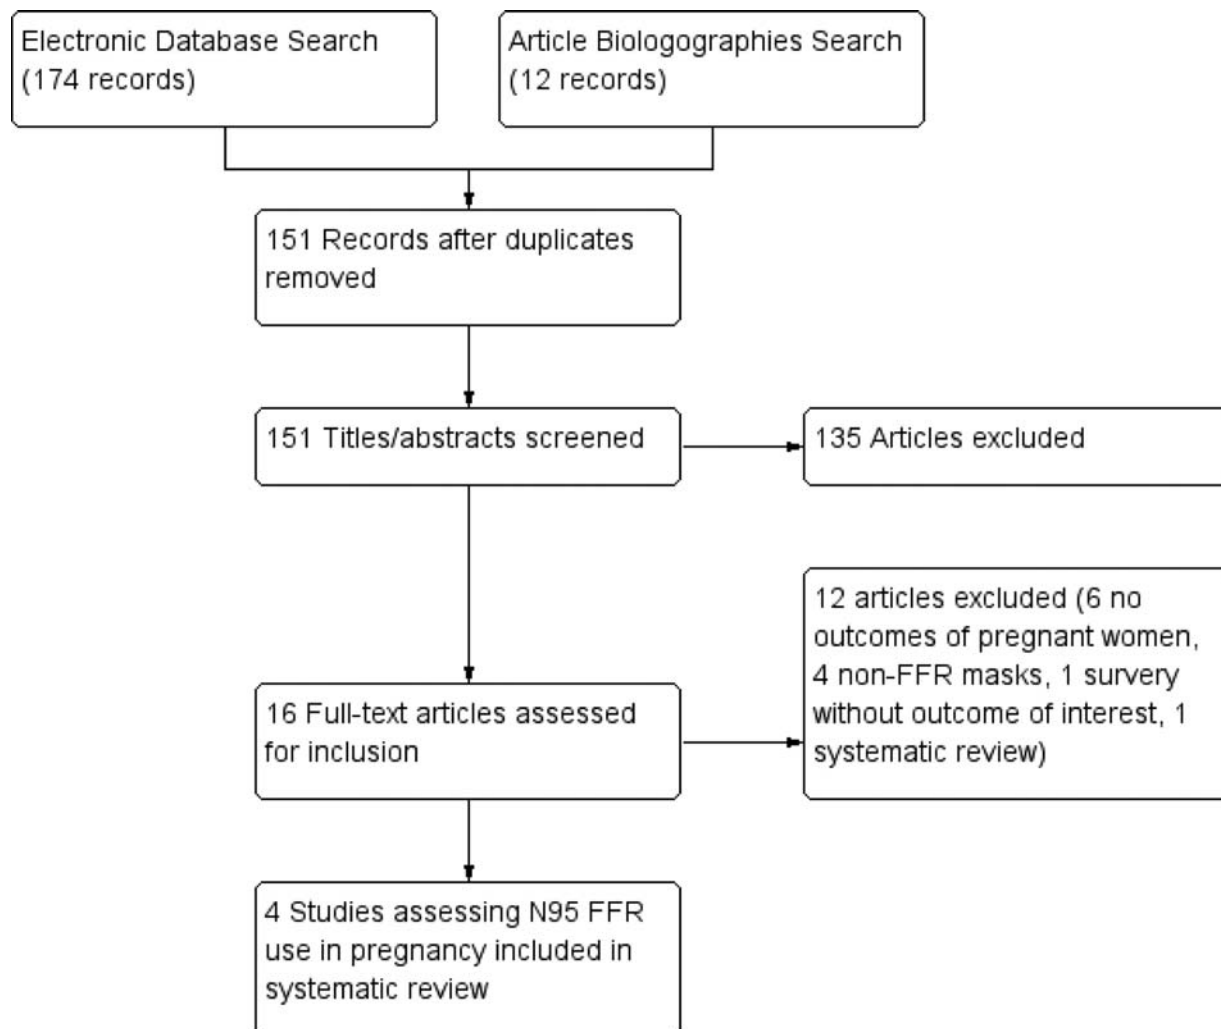 Electronic Database Search
(174 records)
Article Biologographies Search
(12 records)
151 Records after duplicates
removed
151 Titles/abstracts screened
135 Articles excluded
12 articles excluded (6 no
outcomes of pregnant women,
4 non-FFR masks, 1 survery
without outcome of interest, 1
systematic review)
16 Full-text articles assessed
for inclusion
4 Studies assessing N95 FFR
use in pregnancy included in
systematic review